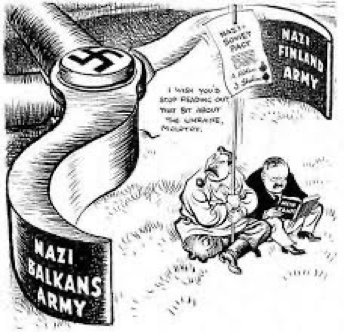 NAZI-
SOVIET
PACT
NAZI
FINLAND
ARMY
I WISH YOU'D
STOP READING OUT
THAT BIT ABOUT
THE UKRAINE,
NAZI
BALKANS
ARMY